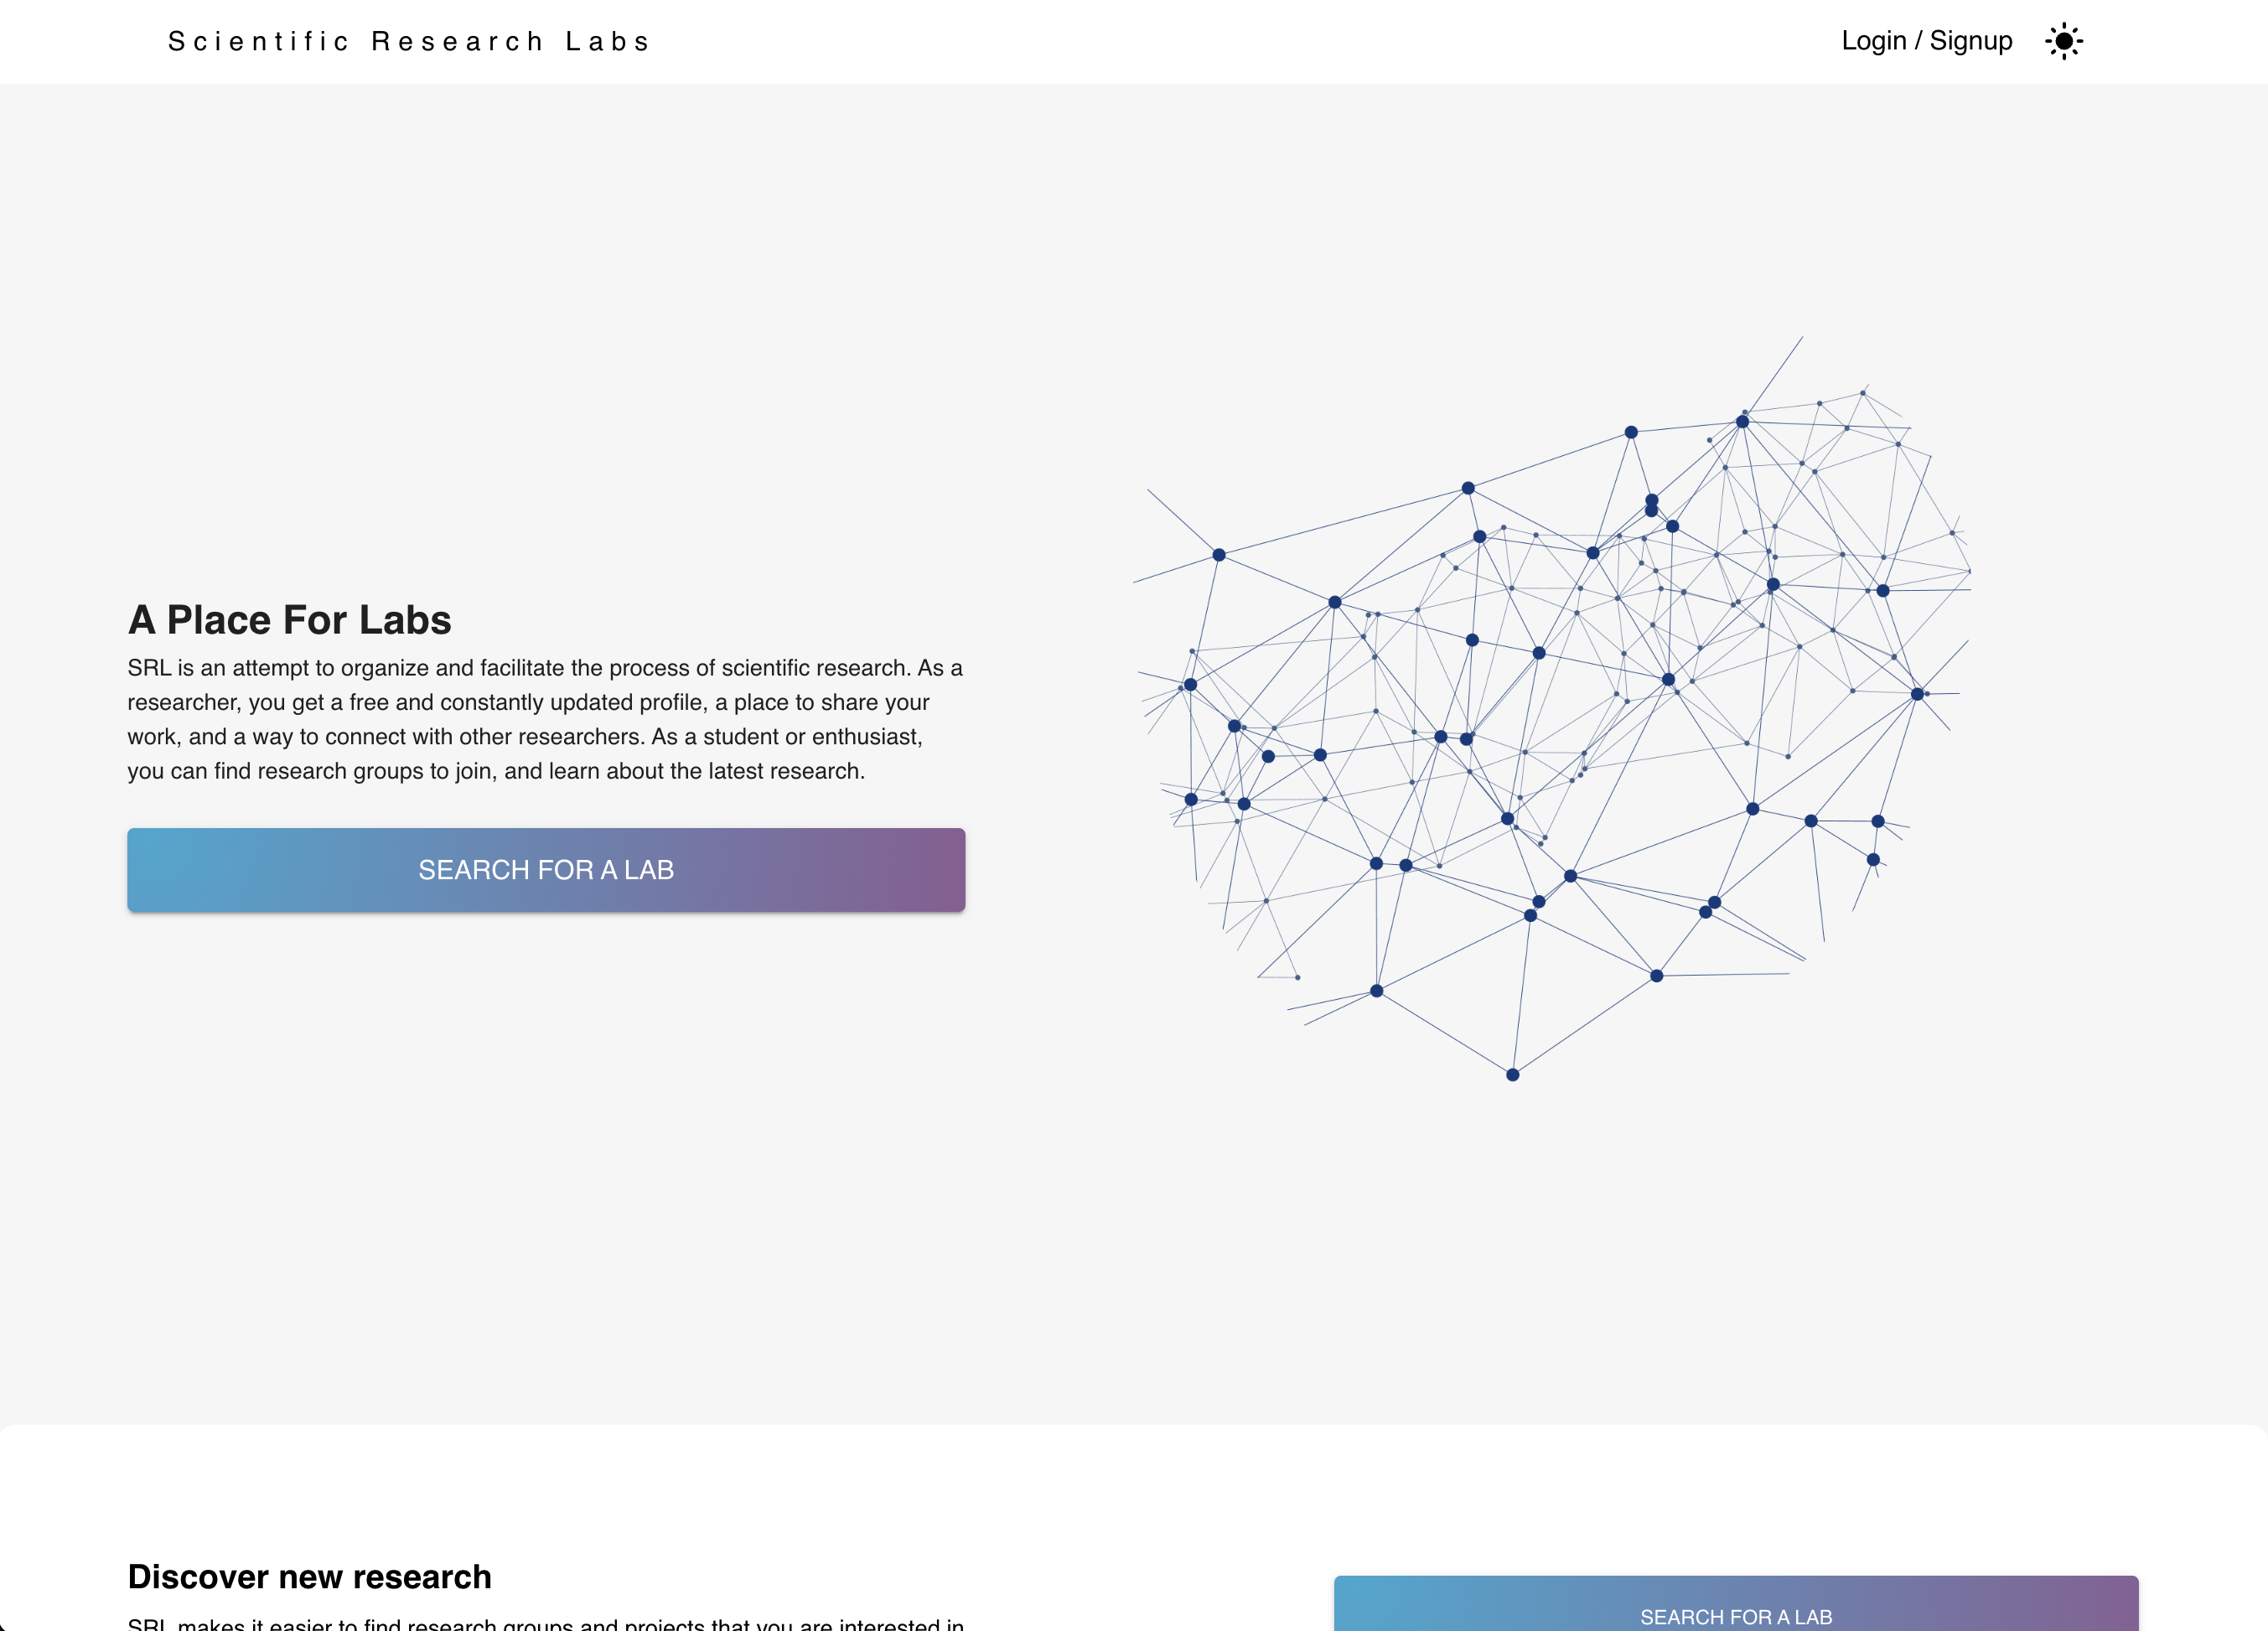 Scientific Research Labs
Login / Signup
A Place For Labs
SRL is an attempt to organize and facilitate the process of scientific research. As a
researcher, you get a free and constantly updated profile, a place to share your
work, and a way to connect with other researchers. As a student or enthusiast,
you can find research groups to join, and learn about the latest research.
SEARCH FOR A LAB
Discover new research
SRL makes it easier to find research groups and projects that you are interested in
SEARCH FOR A LAB